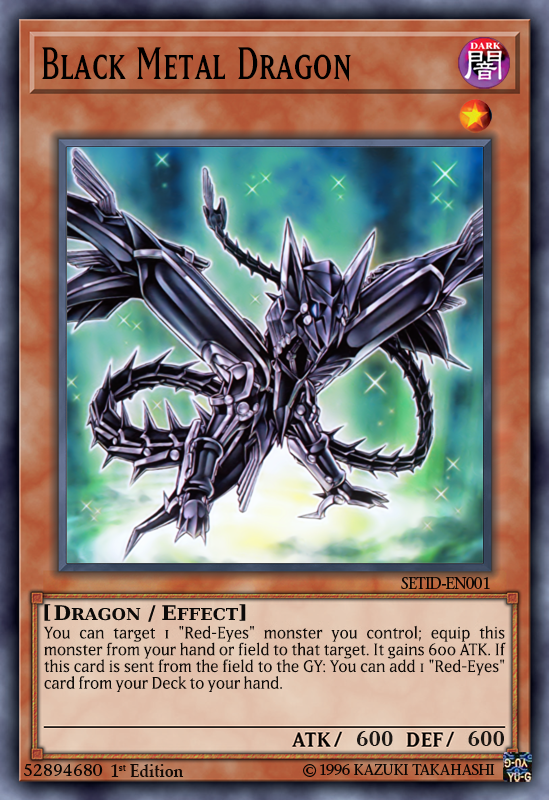 Black Metal Dragon
DARK
闇
SETID-EN001
[Dragon / Effect]
You can target 1 "Red-Eyes" monster you control; equip this
monster from your hand or field to that target. It gains 600 ATK. If
this card is sent from the field to the GY: You can add 1 "Red-Eyes"
card from your Deck to your hand.
ATK/ 600 DEF/ 600
52894680 1st Edition © 1996 KAZUKI TAKAHASHI